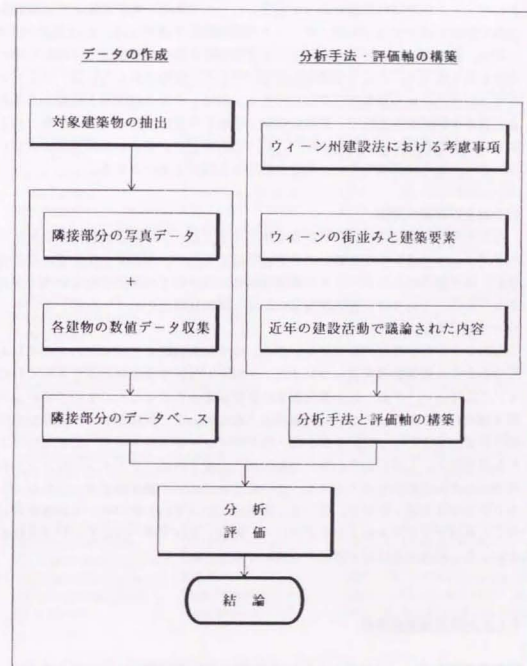 データの作成
対象建築物の抽出
隣接部分の写真データ
+
各建物の数値データ収集
隣接部分のデータベース
分析手法・評価軸の構築
ウィーン州建設法における考慮事項
ウィーンの街並みと建築要素
近年の建設活動で議論された内容
分析手法と評価軸の構築
分 析
評 価
結 論